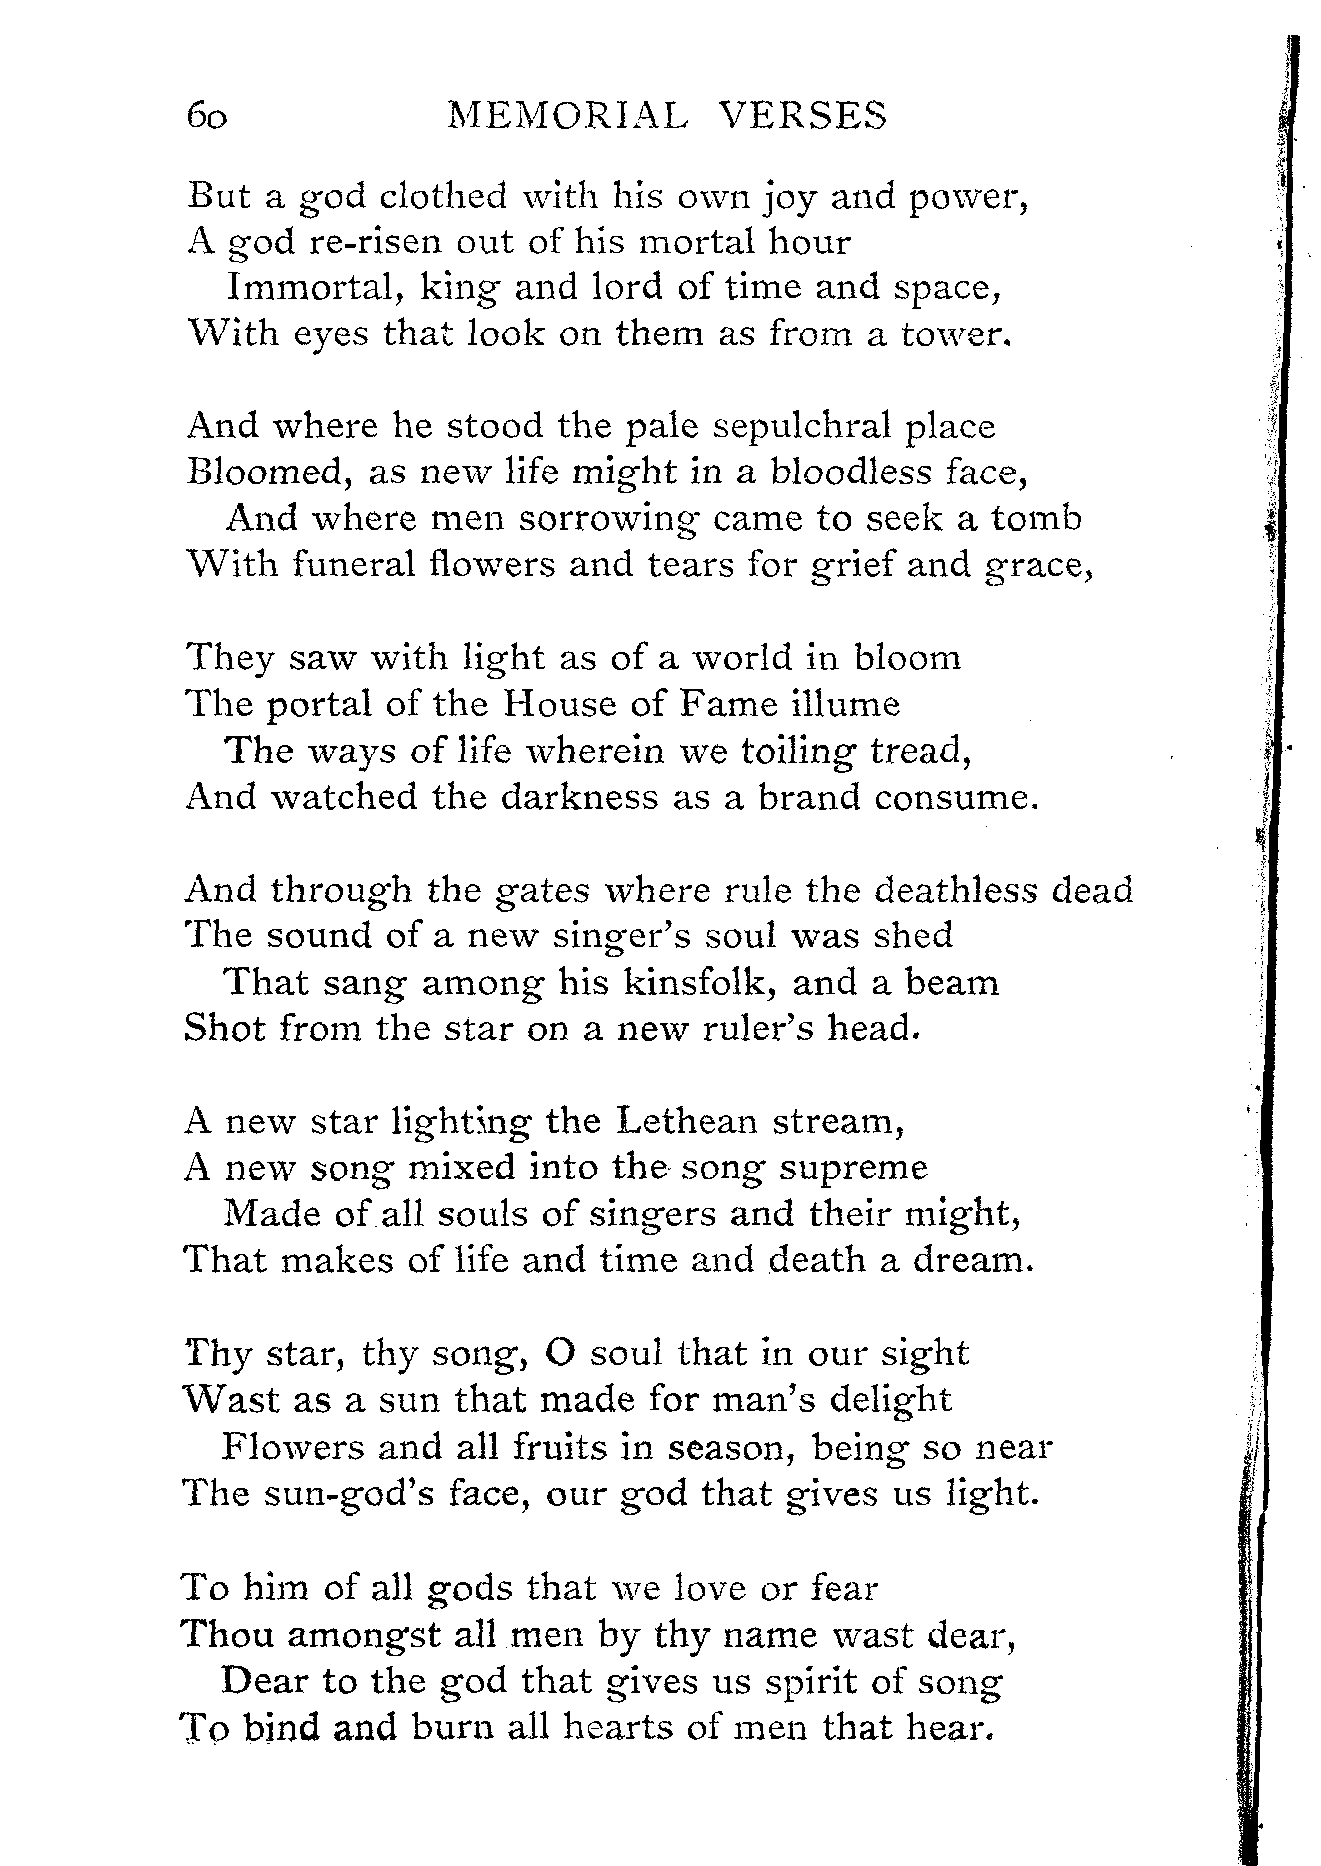 60 MEMORIAL VERSES
But a god clothed with his own joy and power,
A god re-risen out of his mortal hour
Immortal, king and lord of time and space,
With eyes that look on them as from a tower.
And where he stood the pale sepulchral place
Bloomed, as new life might in a bloodless face,
And where men sorrowing came to seek a tomb
With funeral flowers and tears for grief and grace,
They saw with light as of a world in bloom
The portal of the House of Fame illume
The ways of life wherein we toiling tread,
And watched the darkness as a brand consume.
And through the gates where rule the deathless dead
The sound of a new singer's soul was shed
That sang among his kinsfolk, and a beam
Shot from the star on a new ruler's head.
A new star lighting the Lethean stream,
A new song mixed into the song supreme
Made of all souls of singers and their might,
That makes of life and time and death a dream.
Thy star, thy song, O soul that in our sight
Wast as a sun that made for man's delight
Flowers and all fruits in season, being so near
The sun-god's face, our god that gives us light.
To him of all gods that we love or fear
Thou amongst all men by thy name wast dear,
Dear to the god that gives us spirit of song
To bind and burn all hearts of men that hear.